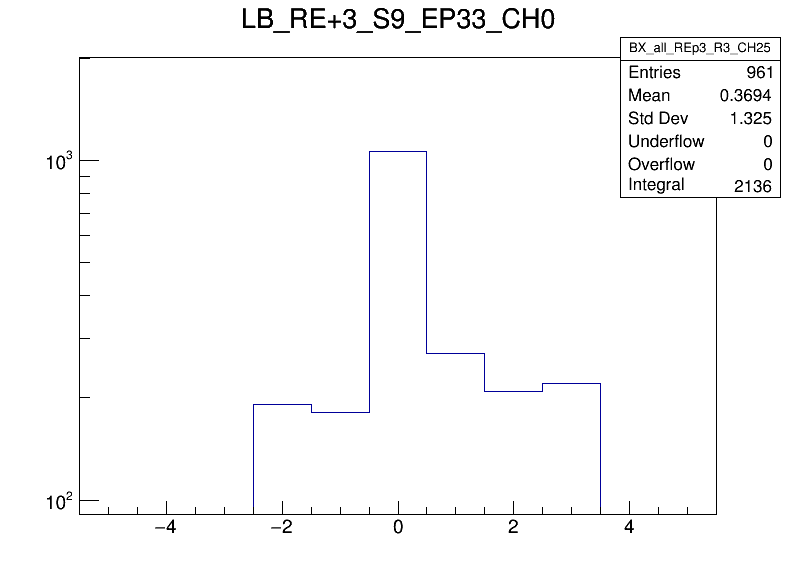 LB_RE+3_S9_EP33_CH0
BX_all_REp3_R3_CH25
Entries 961
Mean 0.3694
Std Dev 1.325
Underflow 0
Overflow 0
Integral 2136
10³
10²
−4 −2 0 2 4